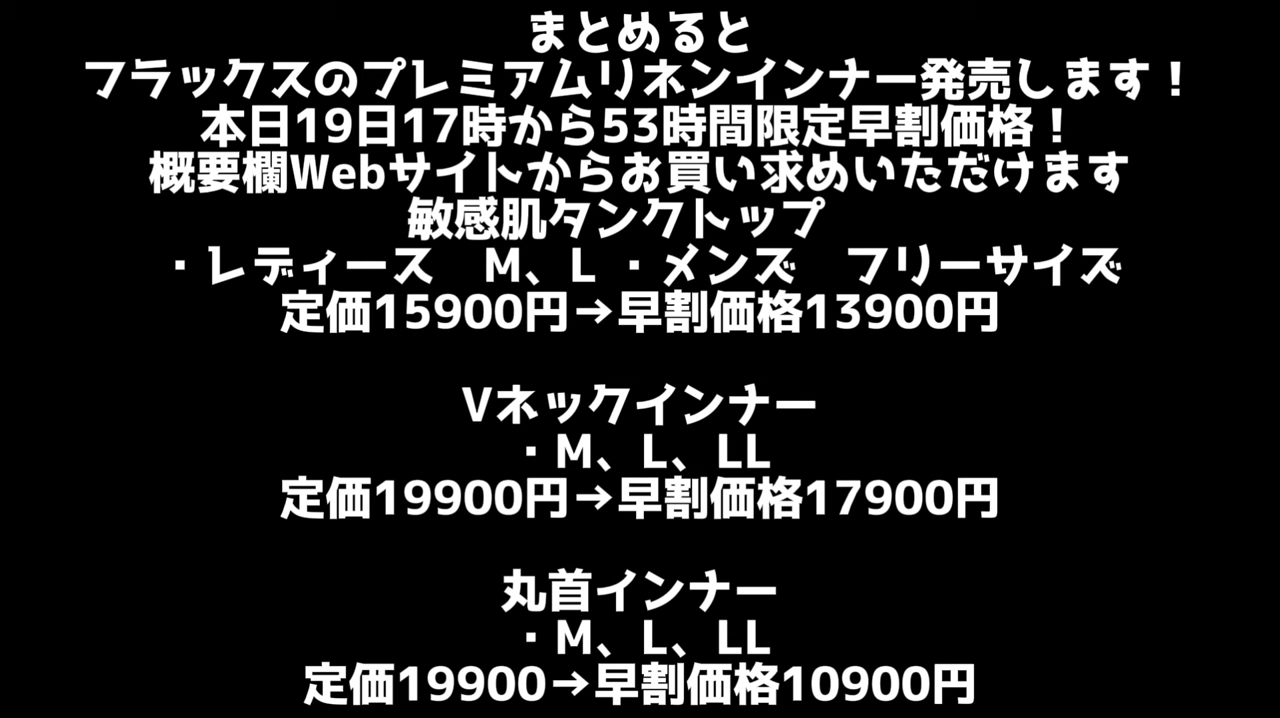 まとめると
フラックスのプレミアムリネンインナー発売します！
本日19日17時から53時間限定早割価格！
概要欄Webサイトからお買い求めいただけます
敏感肌タンクトップ
・レディース　M、L ・メンズ　フリーサイズ
定価15900円→早割価格13900円
Vネックインナー
・M、L、LL
定価19900円→早割価格17900円
丸首インナー
・M、L、LL
定価19900→早割価格10900円